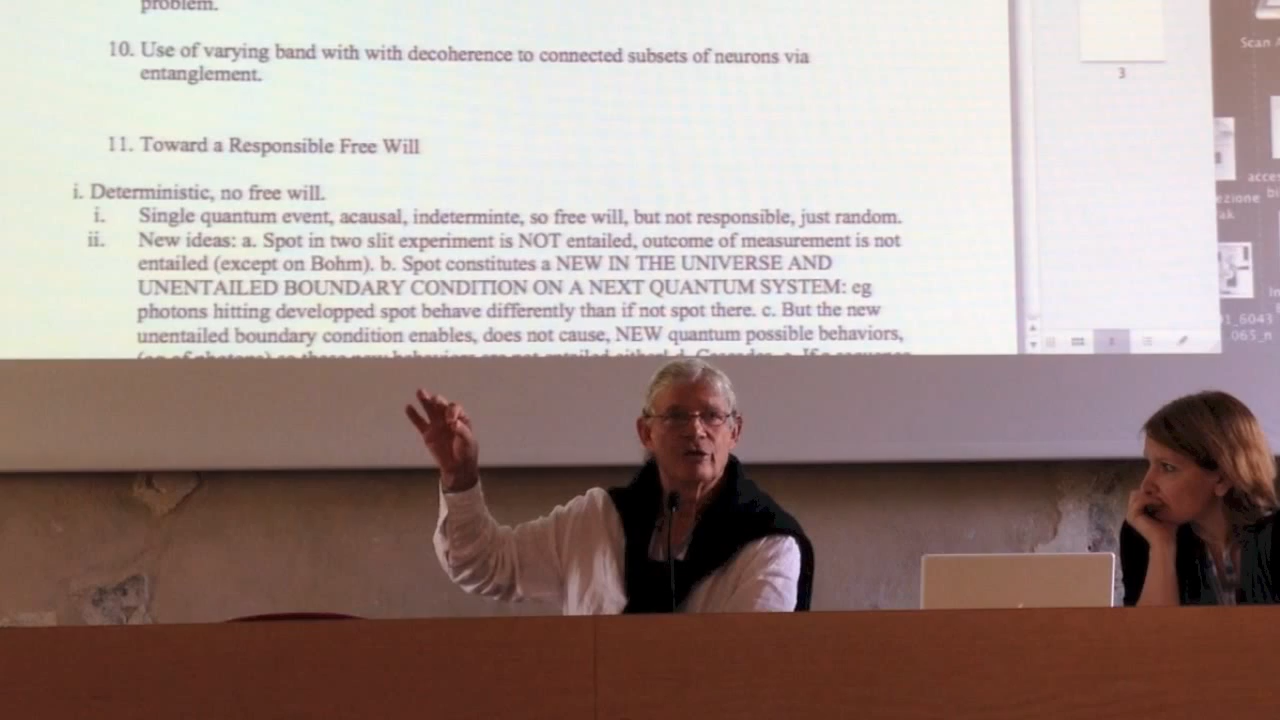 problem.
10. Use of varying band with with decoherence to connected subsets of neurons via
entanglement.
11. Toward a Responsible Free Will
i. Deterministic, no free will.
i. Single quantum event, acausal, indeterminte, so free will, but not responsible, just random.
ii. New ideas: a. Spot in two slit experiment is NOT entailed, outcome of measurement is not
entailed (except on Bohm). b. Spot constitutes a NEW IN THE UNIVERSE AND
UNENTAILED BOUNDARY CONDITION ON A NEXT QUANTUM SYSTEM: eg
photons hitting developped spot behave differently than if not spot there. c. But the new
unentailed boundary condition enables, does not cause, NEW quantum possible behaviors,
3
Scan